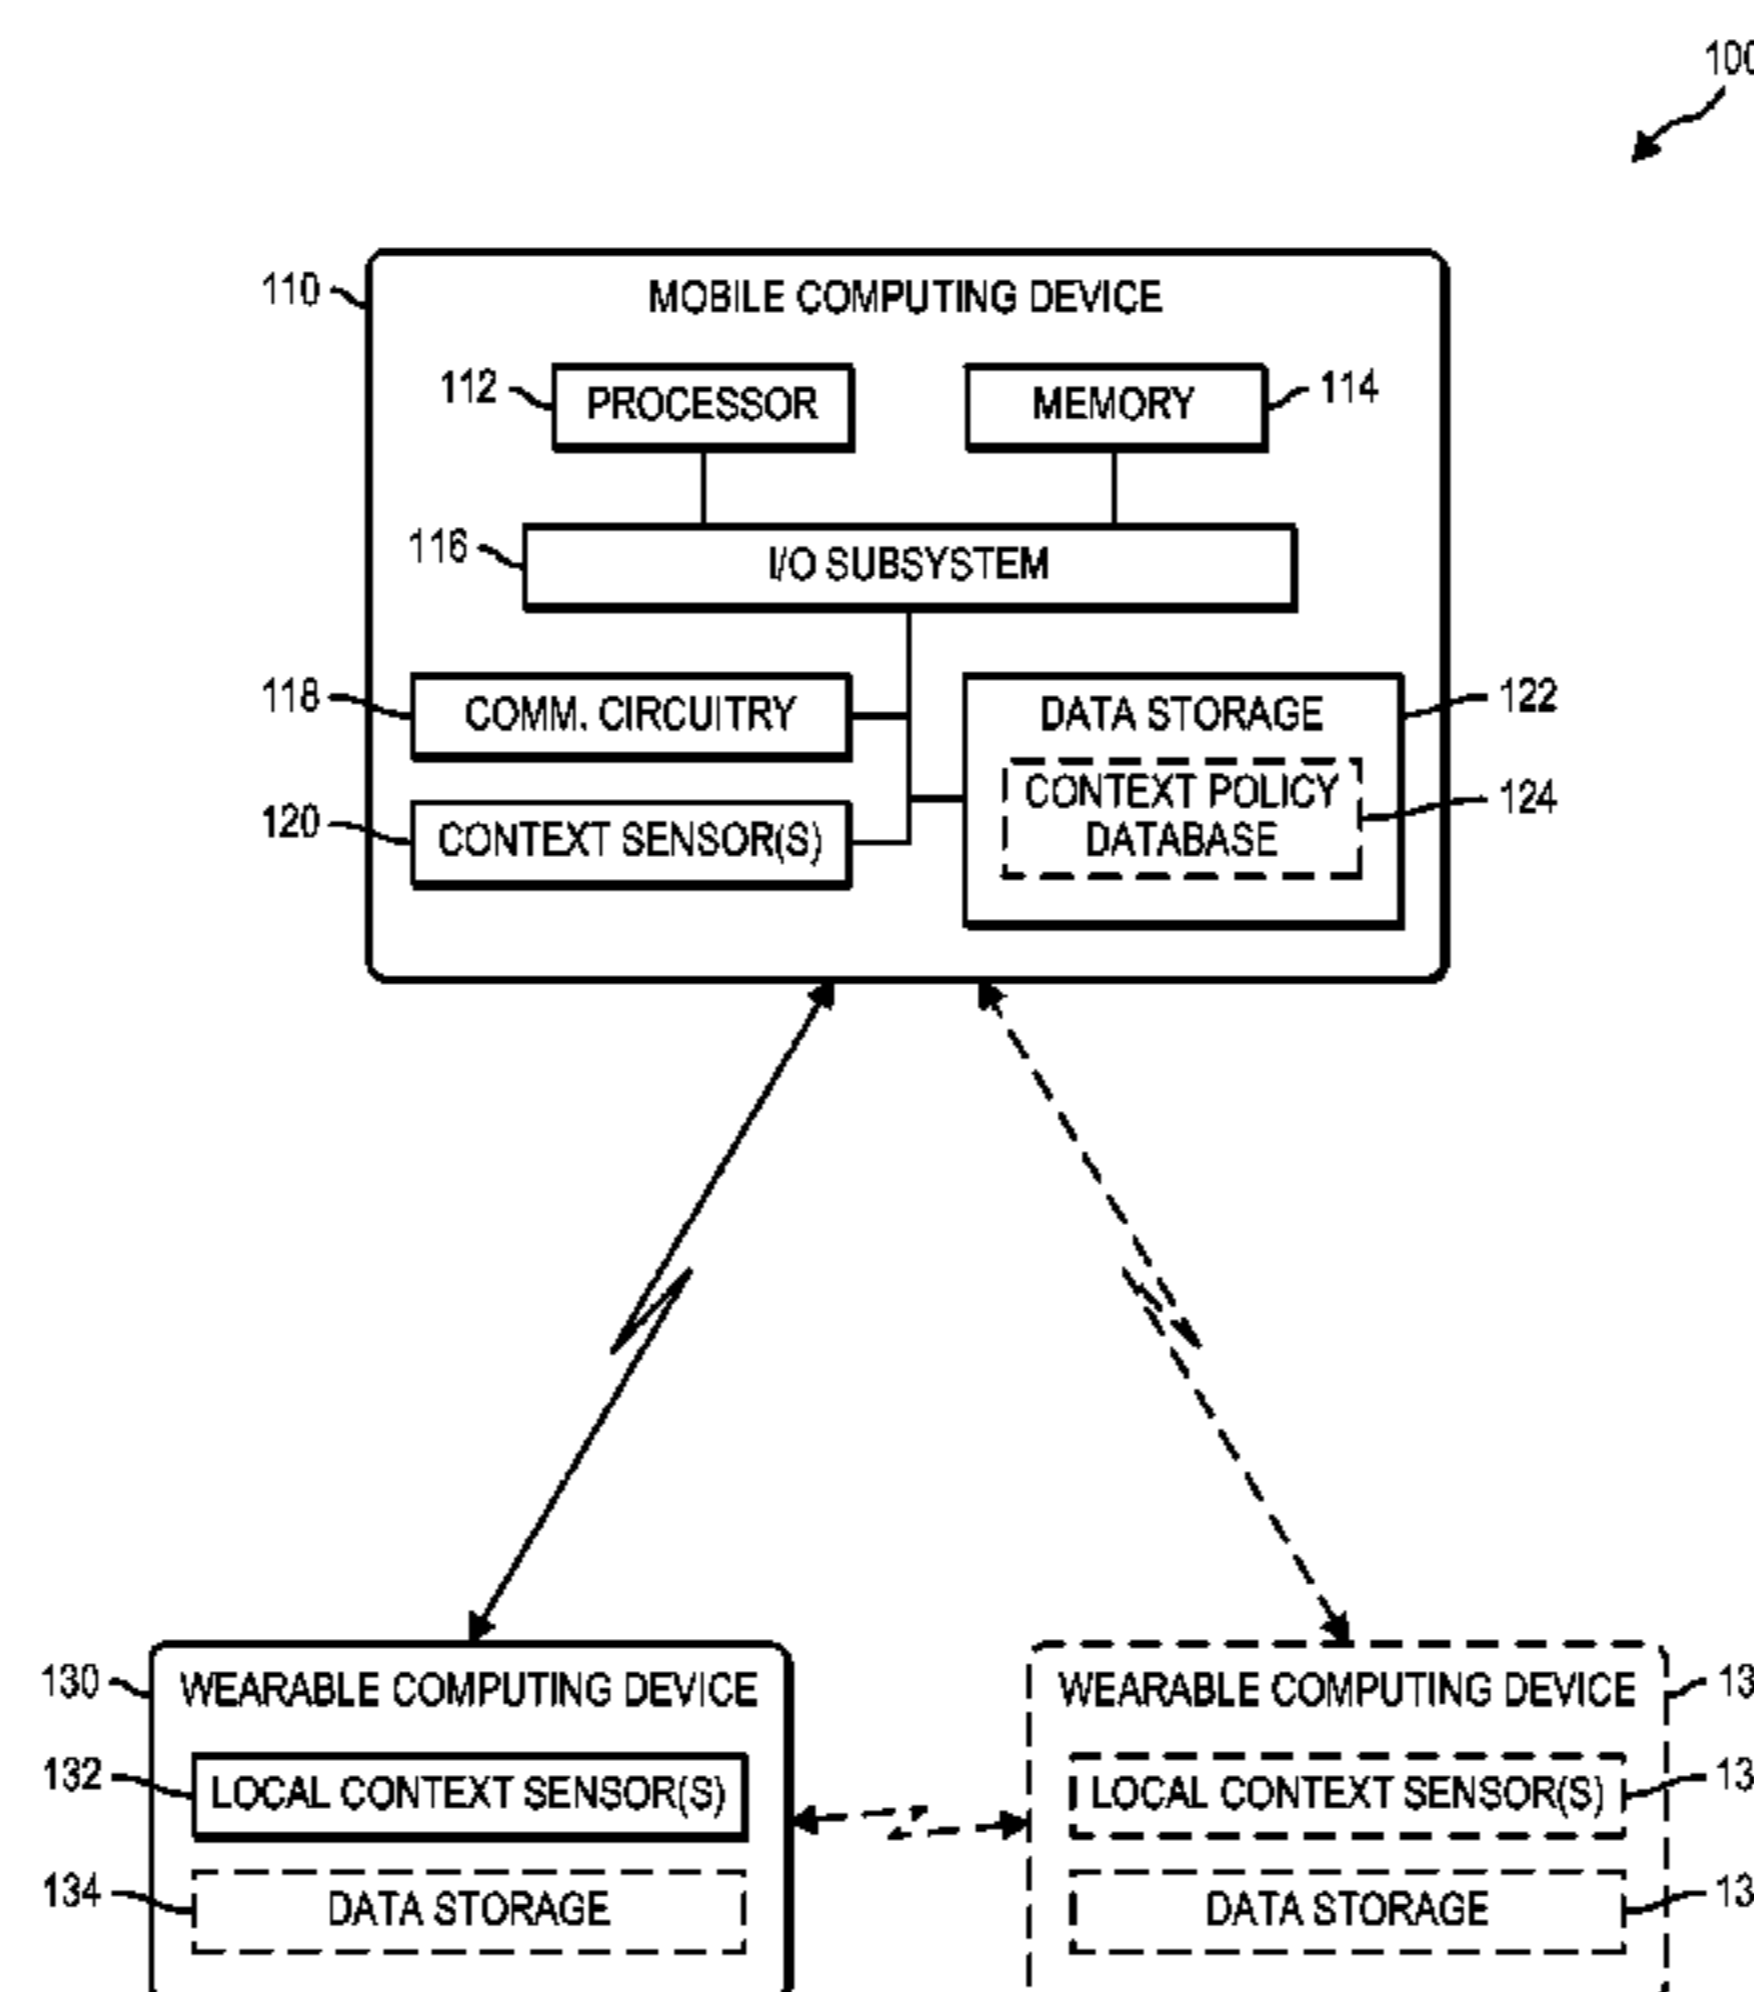 100
110
MOBILE COMPUTING DEVICE
112
PROCESSOR
MEMORY
114
116
I/O SUBSYSTEM
118
COMM. CIRCUITRY
DATA STORAGE
122
120
CONTEXT SENSOR(S)
CONTEXT POLICY
DATABASE
124
130
WEARABLE COMPUTING DEVICE
WEARABLE COMPUTING DEVICE
132
LOCAL CONTEXT SENSOR(S)
LOCAL CONTEXT SENSOR(S)
134
DATA STORAGE
DATA STORAGE